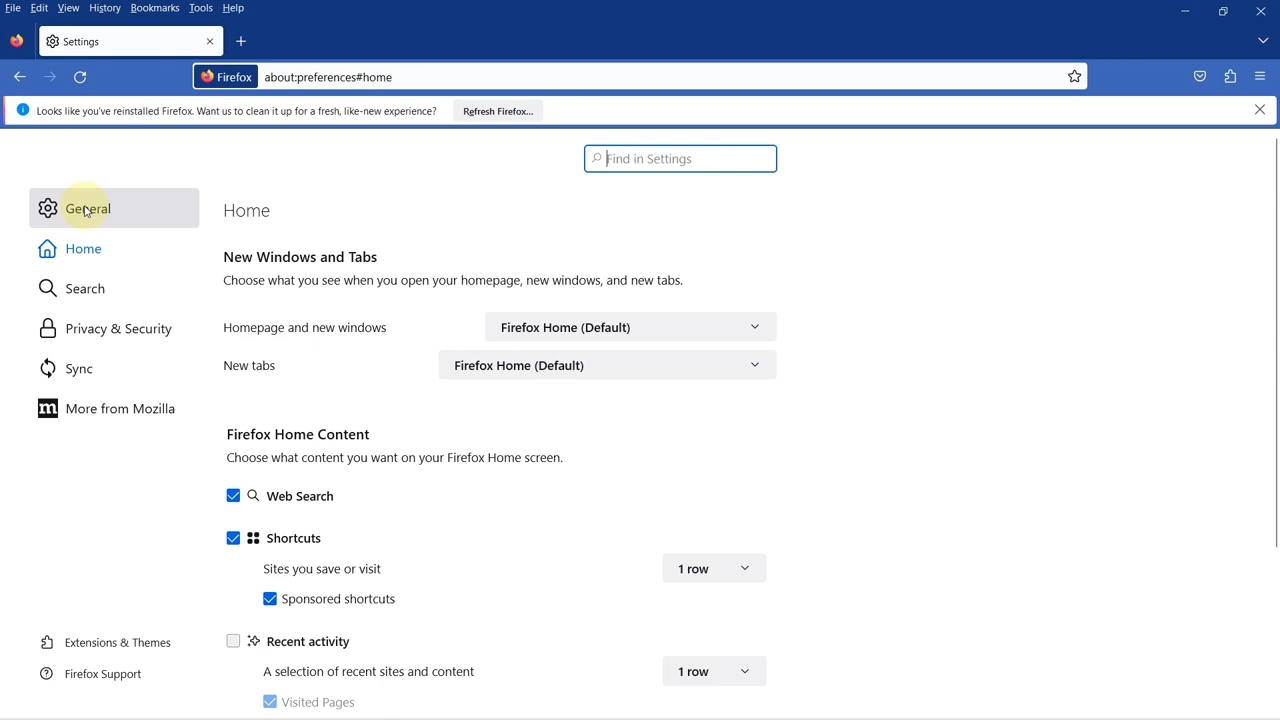 File Edit View History Bookmarks Tools Help
Settings
Firefox about:preferences#home
Looks like you've reinstalled Firefox. Want us to clean it up for a fresh, like-new experience? Refresh Firefox...
Find in Settings
General
Home
Search
Privacy & Security
Sync
m More from Mozilla
Extensions & Themes
Firefox Support
Home
New Windows and Tabs
Choose what you see when you open your homepage, new windows, and new tabs.
Homepage and new windows Firefox Home (Default)
New tabs Firefox Home (Default)
Firefox Home Content
Choose what content you want on your Firefox Home screen.
Web Search
Shortcuts
Sites you save or visit 1 row
Sponsored shortcuts
Recent activity
A selection of recent sites and content 1 row
Visited Pages